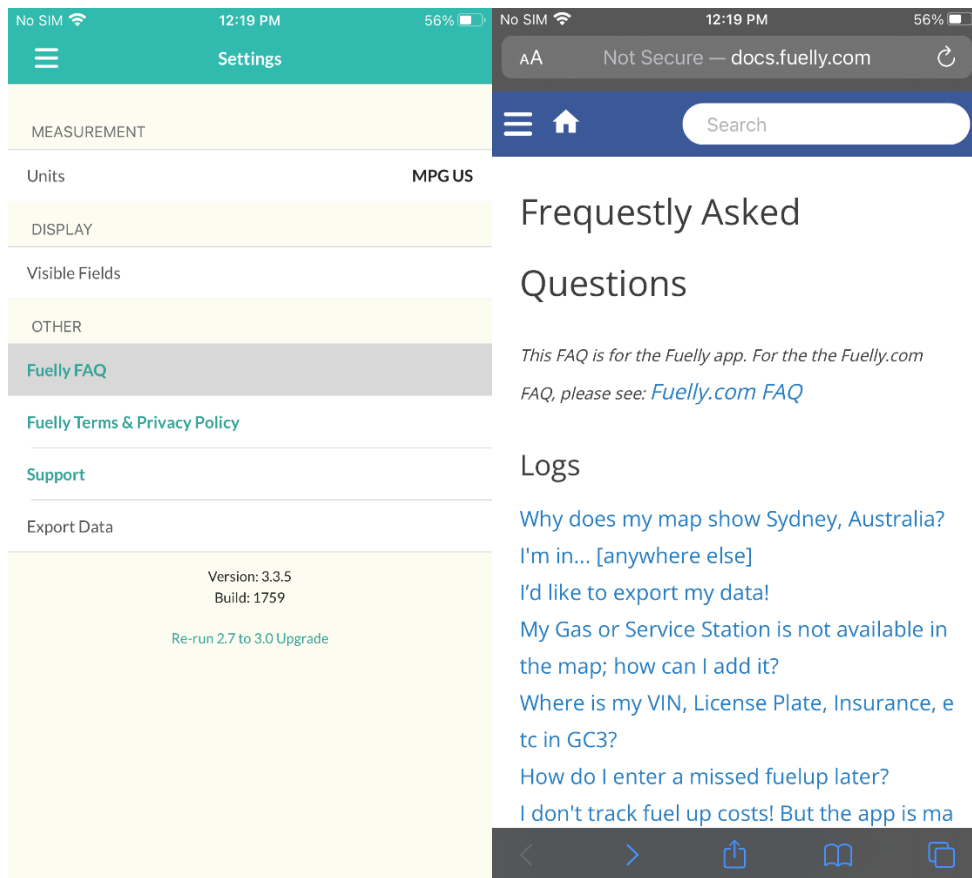 No SIM 12:19 PM 56%
Settings
MEASUREMENT
Units MPG US
DISPLAY
Visible Fields
OTHER
Fuelly FAQ
Fuelly Terms & Privacy Policy
Support
Export Data
Version: 3.3.5
Build: 1759
Re-run 2.7 to 3.0 Upgrade
No SIM 12:19 PM 56%
AA Not Secure — docs.fuelly.com
Search
Frequestly Asked
Questions
This FAQ is for the Fuelly app. For the the Fuelly.com
FAQ, please see: Fuelly.com FAQ
Logs
Why does my map show Sydney, Australia?
I'm in... [anywhere else]
I’d like to export my data!
My Gas or Service Station is not available in
the map; how can I add it?
Where is my VIN, License Plate, Insurance, e
tc in GC3?
How do I enter a missed fuelup later?
I don't track fuel up costs! But the app is ma